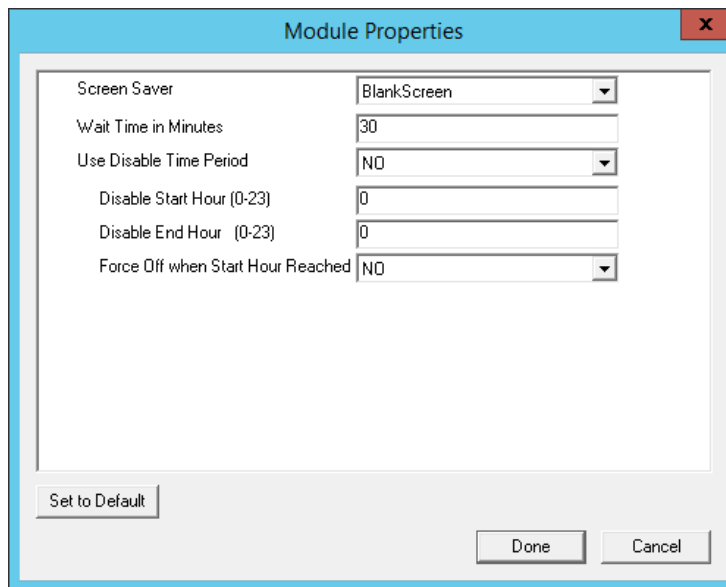 Module Properties
x
Screen Saver BlankScreen
Wait Time in Minutes 30
Use Disable Time Period NO
Disable Start Hour (0-23) 0
Disable End Hour (0-23) 0
Force Off when Start Hour Reached NO
Set to Default
Done Cancel